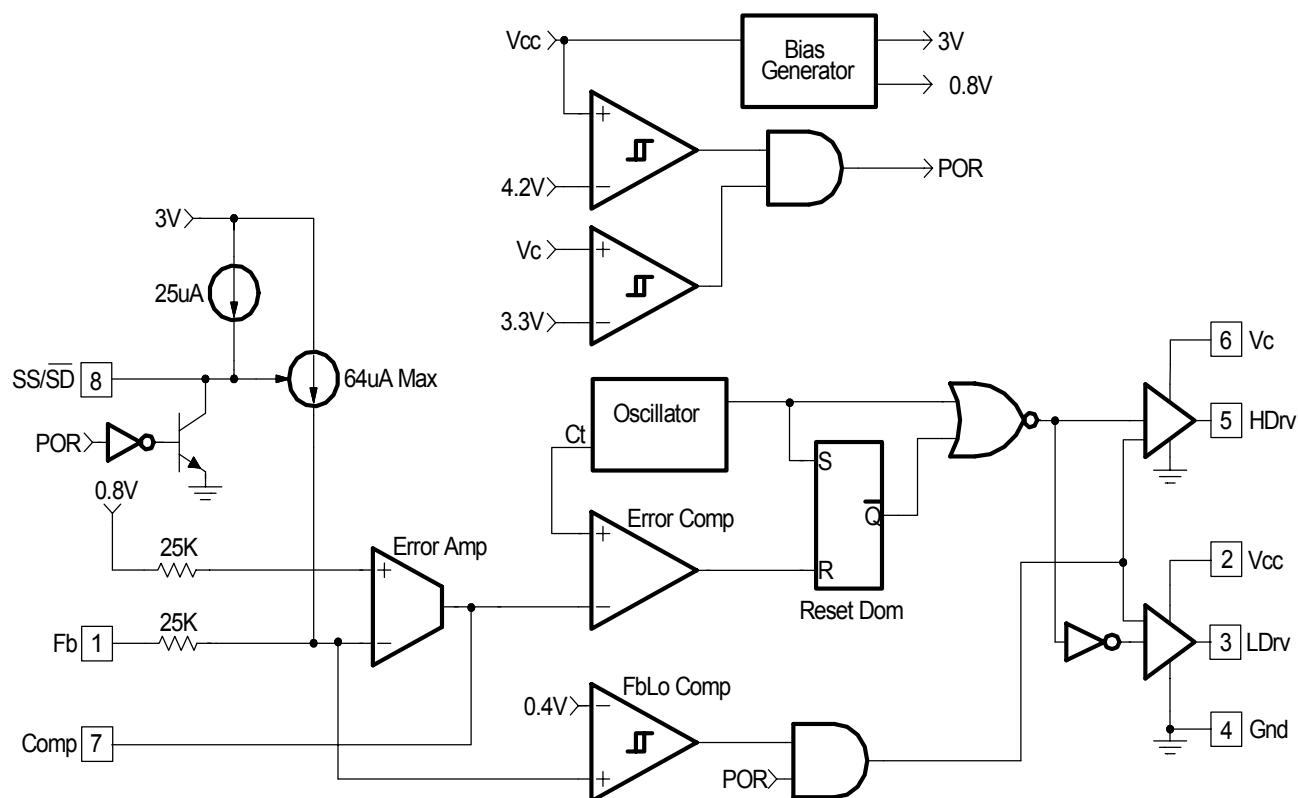 Vcc
Bias
Generator
3V
0.8V
+
4.2V
−
POR
3V
Vc
+
25uA
3.3V
−
SS/SD
8
64uA Max
6
Vc
Oscillator
5
HDrv
POR
Ct
S
0.8V
Error Comp
Q
25K
Error Amp
+
+
R
2
Vcc
−
Reset Dom
Fb
1
25K
−
3
LDrv
FbLo Comp
0.4V
−
4
Gnd
Comp
7
+
POR